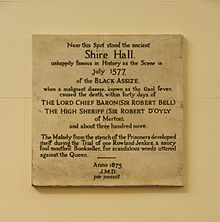 Near this Spot stood the ancient
Shire Hall.
unhappily famous in History as the Scene in
July 1577.
of the BLACK ASSIZE.
when a malignant disease, known as the Gaol fever,
caused the death, within forty days, of
THE LORD CHIEF BARON (SIR ROBERT BELL)
THE HIGH SHERIFF (SIR ROBERT D'OYLY
of Merton).
and about three hundred more.
The Malady from the stench of the Prisoners developed
itself during the Trial of one Rowland Jenkes, a saucy
foul mouthed Bookseller, for scandalous words uttered
against the Queen.
Anno 1875
J.M.D.
pie posuit